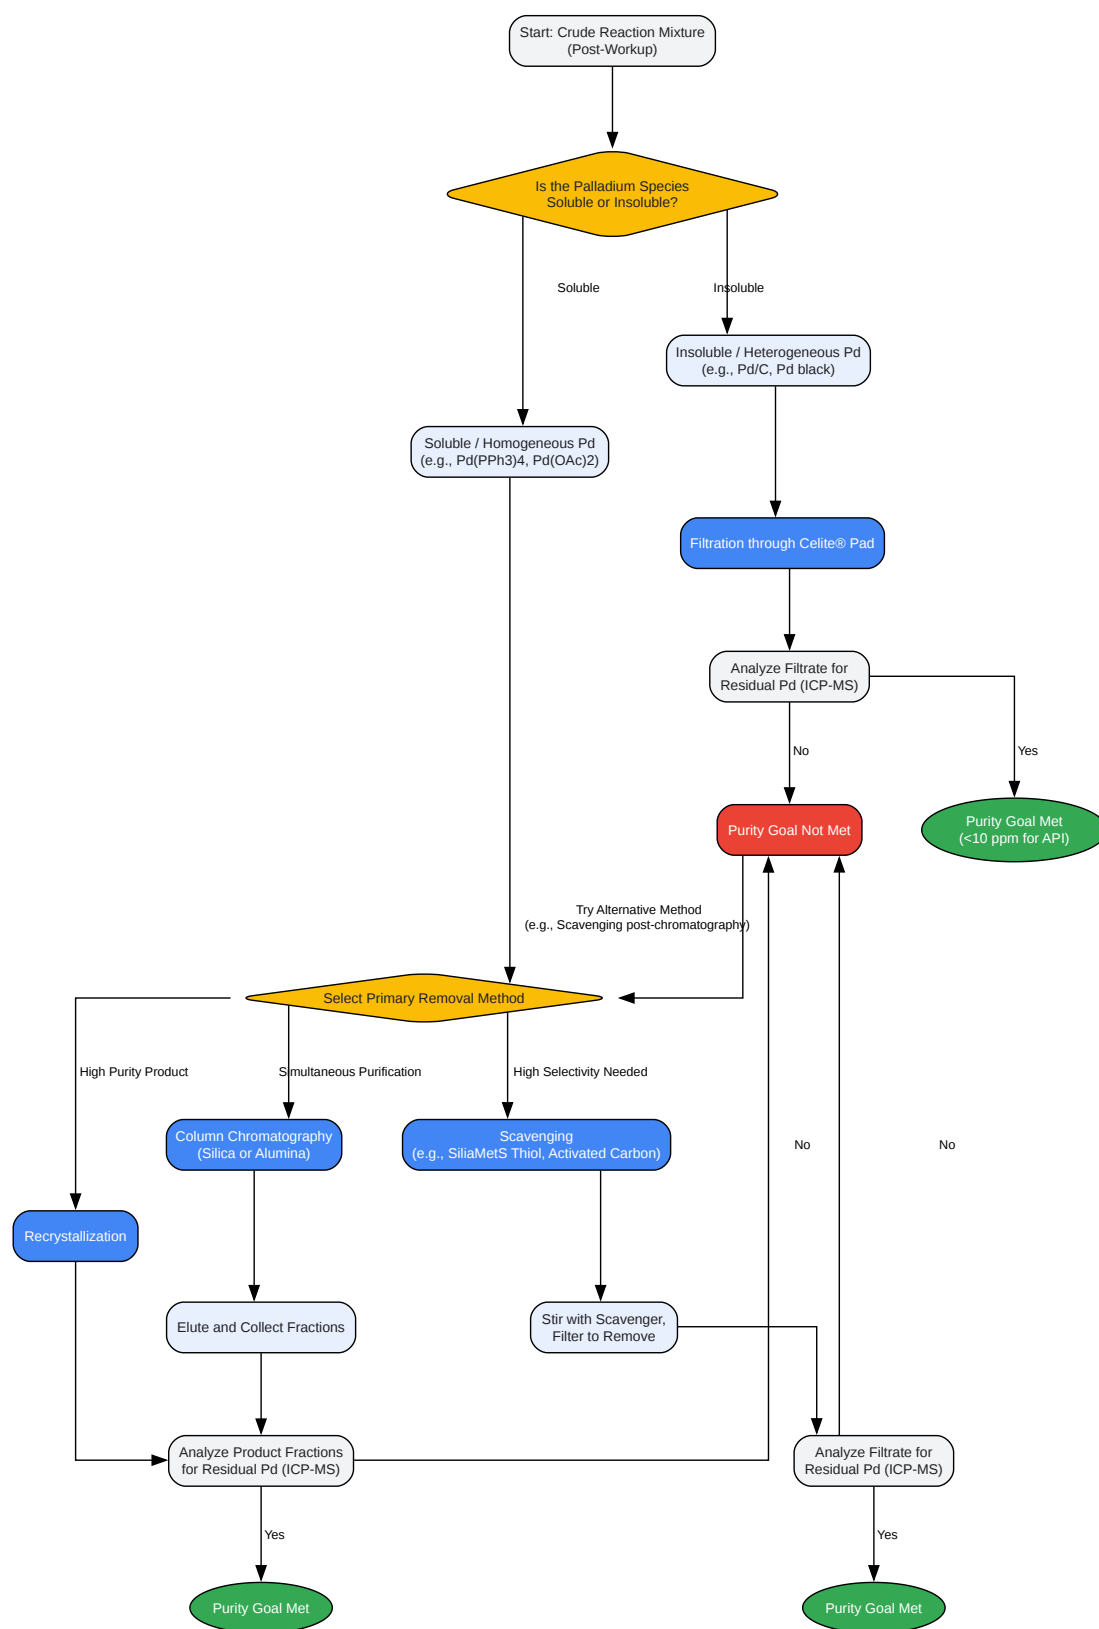 Start: Crude Reaction Mixture
(Post-Workup)
Is the Palladium Species
Soluble or Insoluble?
Soluble
Insoluble
Insoluble / Heterogeneous Pd
(e.g., Pd/C, Pd black)
Soluble / Homogeneous Pd
(e.g., Pd(PPh3)4, Pd(OAc)2)
Filtration through Celite® Pad
Analyze Filtrate for
Residual Pd (ICP-MS)
No
Yes
Purity Goal Not Met
Purity Goal Met
(<10 ppm for API)
Try Alternative Method
(e.g., Scavenging post-chromatography)
Select Primary Removal Method
High Purity Product
Simultaneous Purification
High Selectivity Needed
Column Chromatography
(Silica or Alumina)
Scavenging
(e.g., SiliaMetS Thiol, Activated Carbon)
No
No
Recrystallization
Elute and Collect Fractions
Stir with Scavenger,
Filter to Remove
Analyze Product Fractions
for Residual Pd (ICP-MS)
Analyze Filtrate for
Residual Pd (ICP-MS)
Yes
Yes
Purity Goal Met
Purity Goal Met